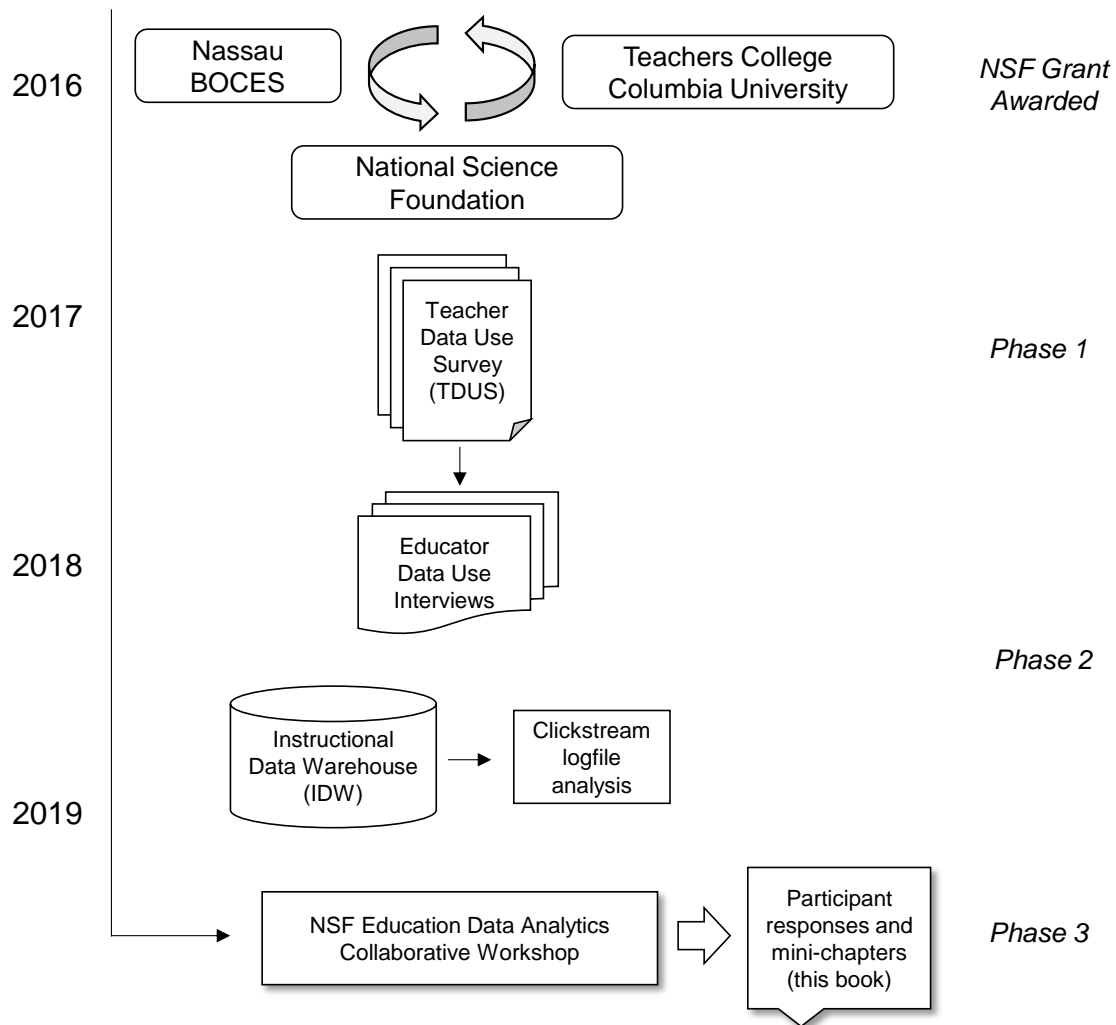 Nassau
BOCES
Teachers College
Columbia University
2016
NSF Grant
Awarded
National Science
Foundation
2017
Teacher
Data Use
Survey
(TDUS)
Phase 1
2018
Educator
Data Use
Interviews
Phase 2
Instructional
Data Warehouse
(IDW)
Clickstream
logfile
analysis
2019
NSF Education Data Analytics
Collaborative Workshop
Participant
responses and
mini-chapters
(this book)
Phase 3